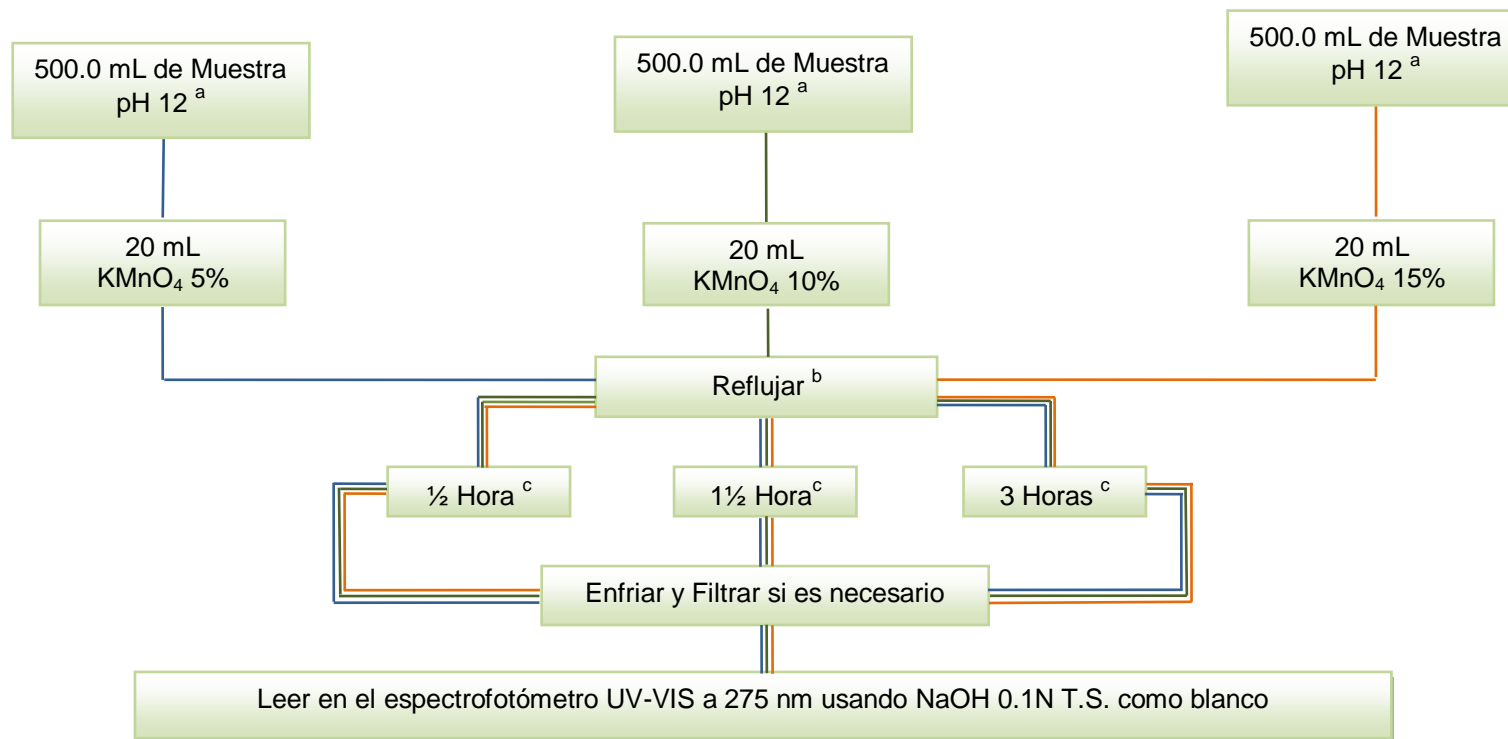 500.0 mL de Muestra
pH 12 a
500.0 mL de Muestra
pH 12 a
500.0 mL de Muestra
pH 12 a
20 mL
KMnO4 5%
20 mL
KMnO4 10%
20 mL
KMnO4 15%
Reflujar b
½ Hora c
1½ Hora c
3 Horas c
Enfriar y Filtrar si es necesario
Leer en el espectrofotómetro UV-VIS a 275 nm usando NaOH 0.1N T.S. como blanco